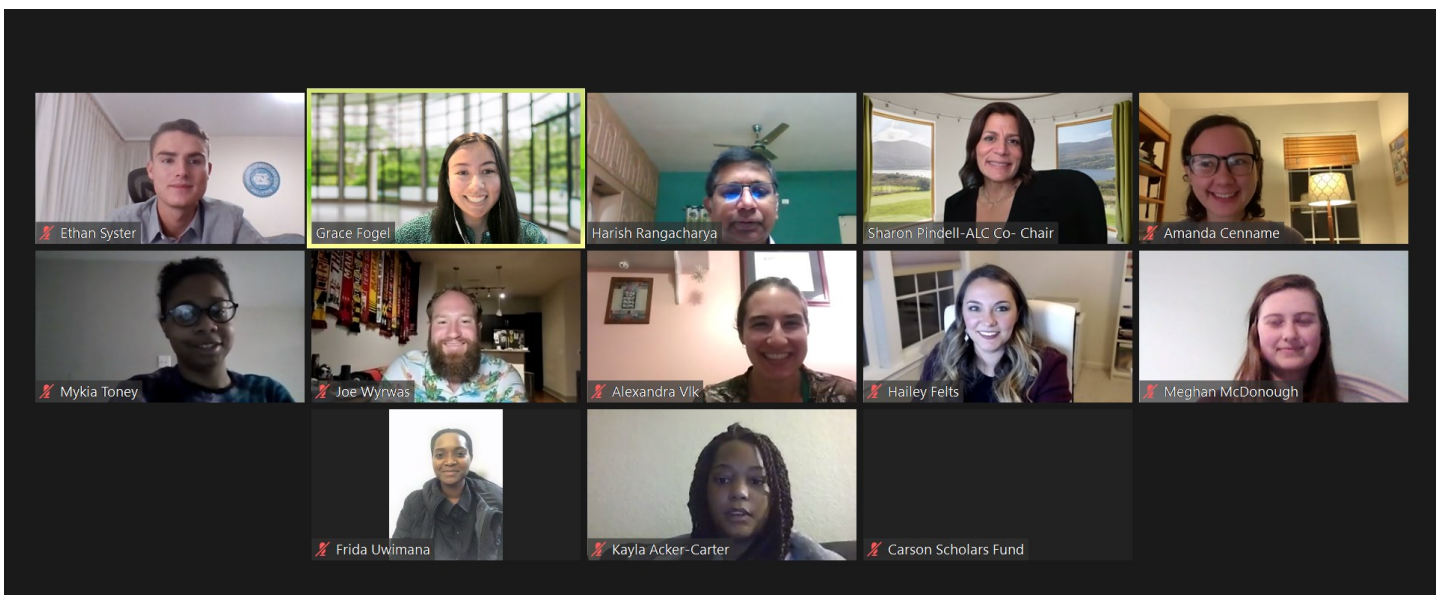 Ethan Syster
Grace Fogel
Harish Rangacharya
Sharon Pindell-ALC Co- Chair
Amanda Cenname
Mykia Toney
Joe Wyrwas
Alexandra Vlk
Hailey Felts
Meghan McDonough
Frida Uwimana
Kayla Acker-Carter
Carson Scholars Fund